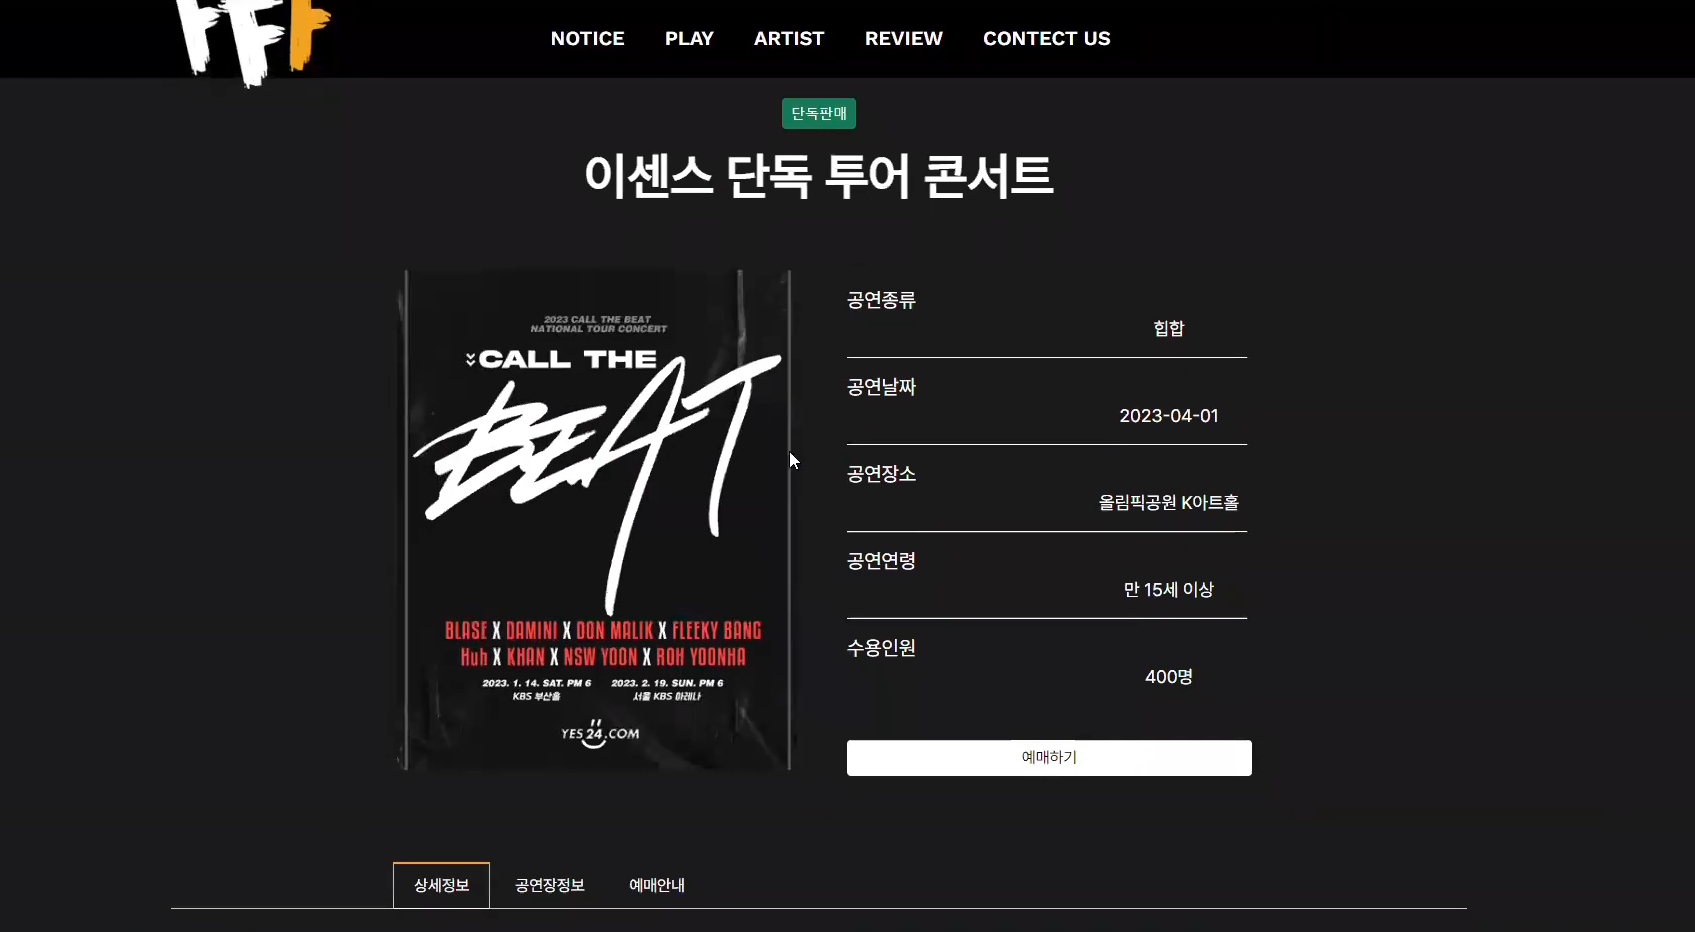 FFF
NOTICE PLAY ARTIST REVIEW CONTECT US
단독판매
이센스 단독 투어 콘서트
2023 CALL THE BEAT
NATIONAL TOUR CONCERT
CALL THE
BEAT
BLASE X DAMINI X DON MALIK X FLEEKY BANG
Huh X KHAN X NSW YOON X ROH YOONHA
2023. 1. 14. SAT. PM 6 2023. 2. 19. SUN. PM 6
KBS 부산홀 서울 KBS 아레나
YES24.COM
공연종류
힙합
공연날짜
2023-04-01
공연장소
올림픽공원 K아트홀
공연연령
만 15세 이상
수용인원
400명
예매하기
상세정보 공연장정보 예매안내